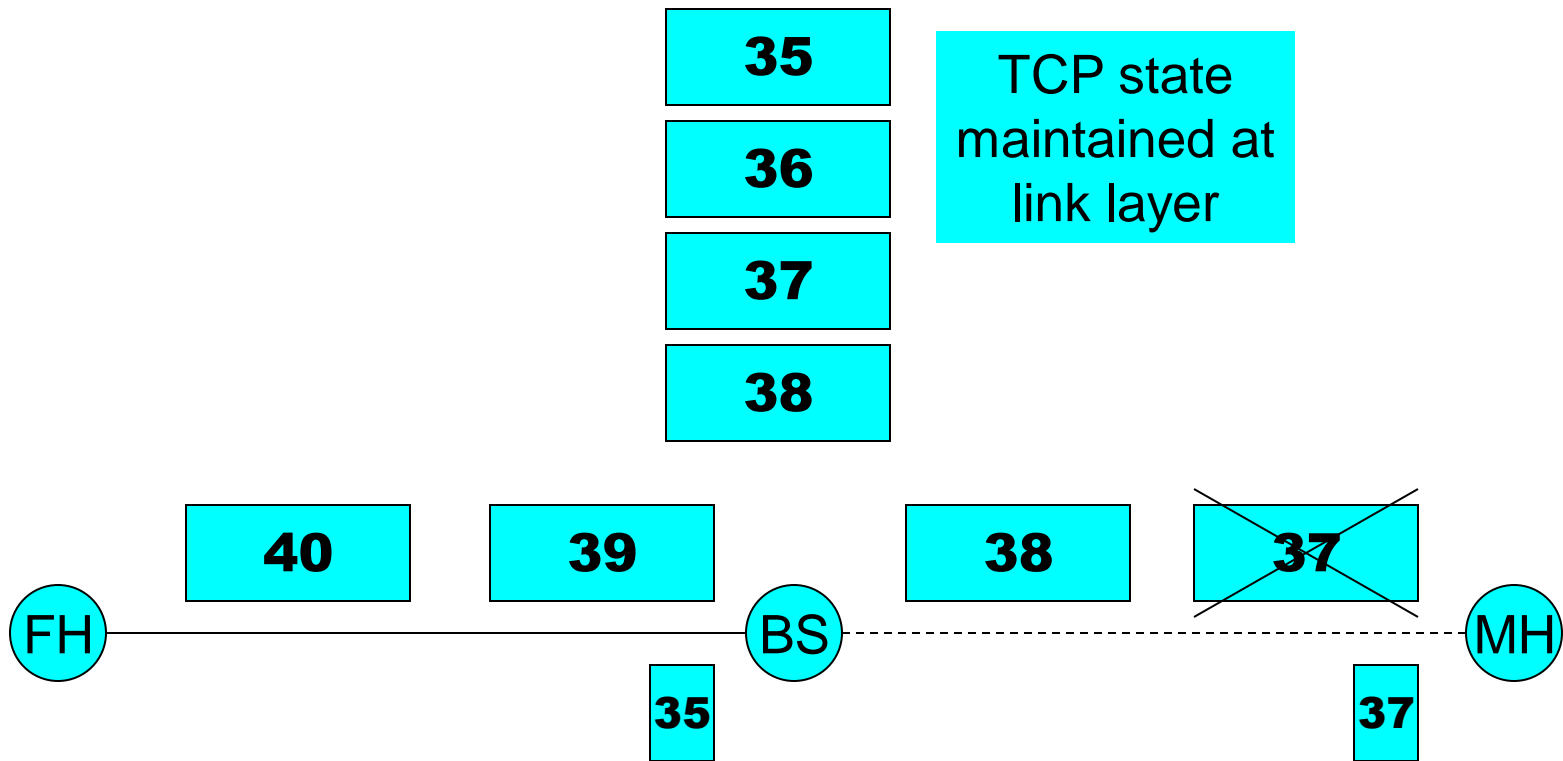 35
TCP state
maintained at
link layer
36
37
38
40
39
38
37
FH
BS
MH
35
37